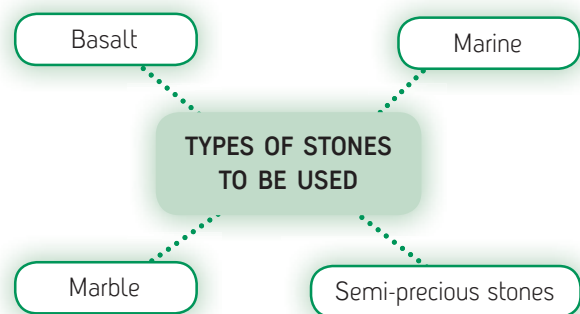 Basalt
Marine
TYPES OF STONES
TO BE USED
Marble
Semi-precious stones